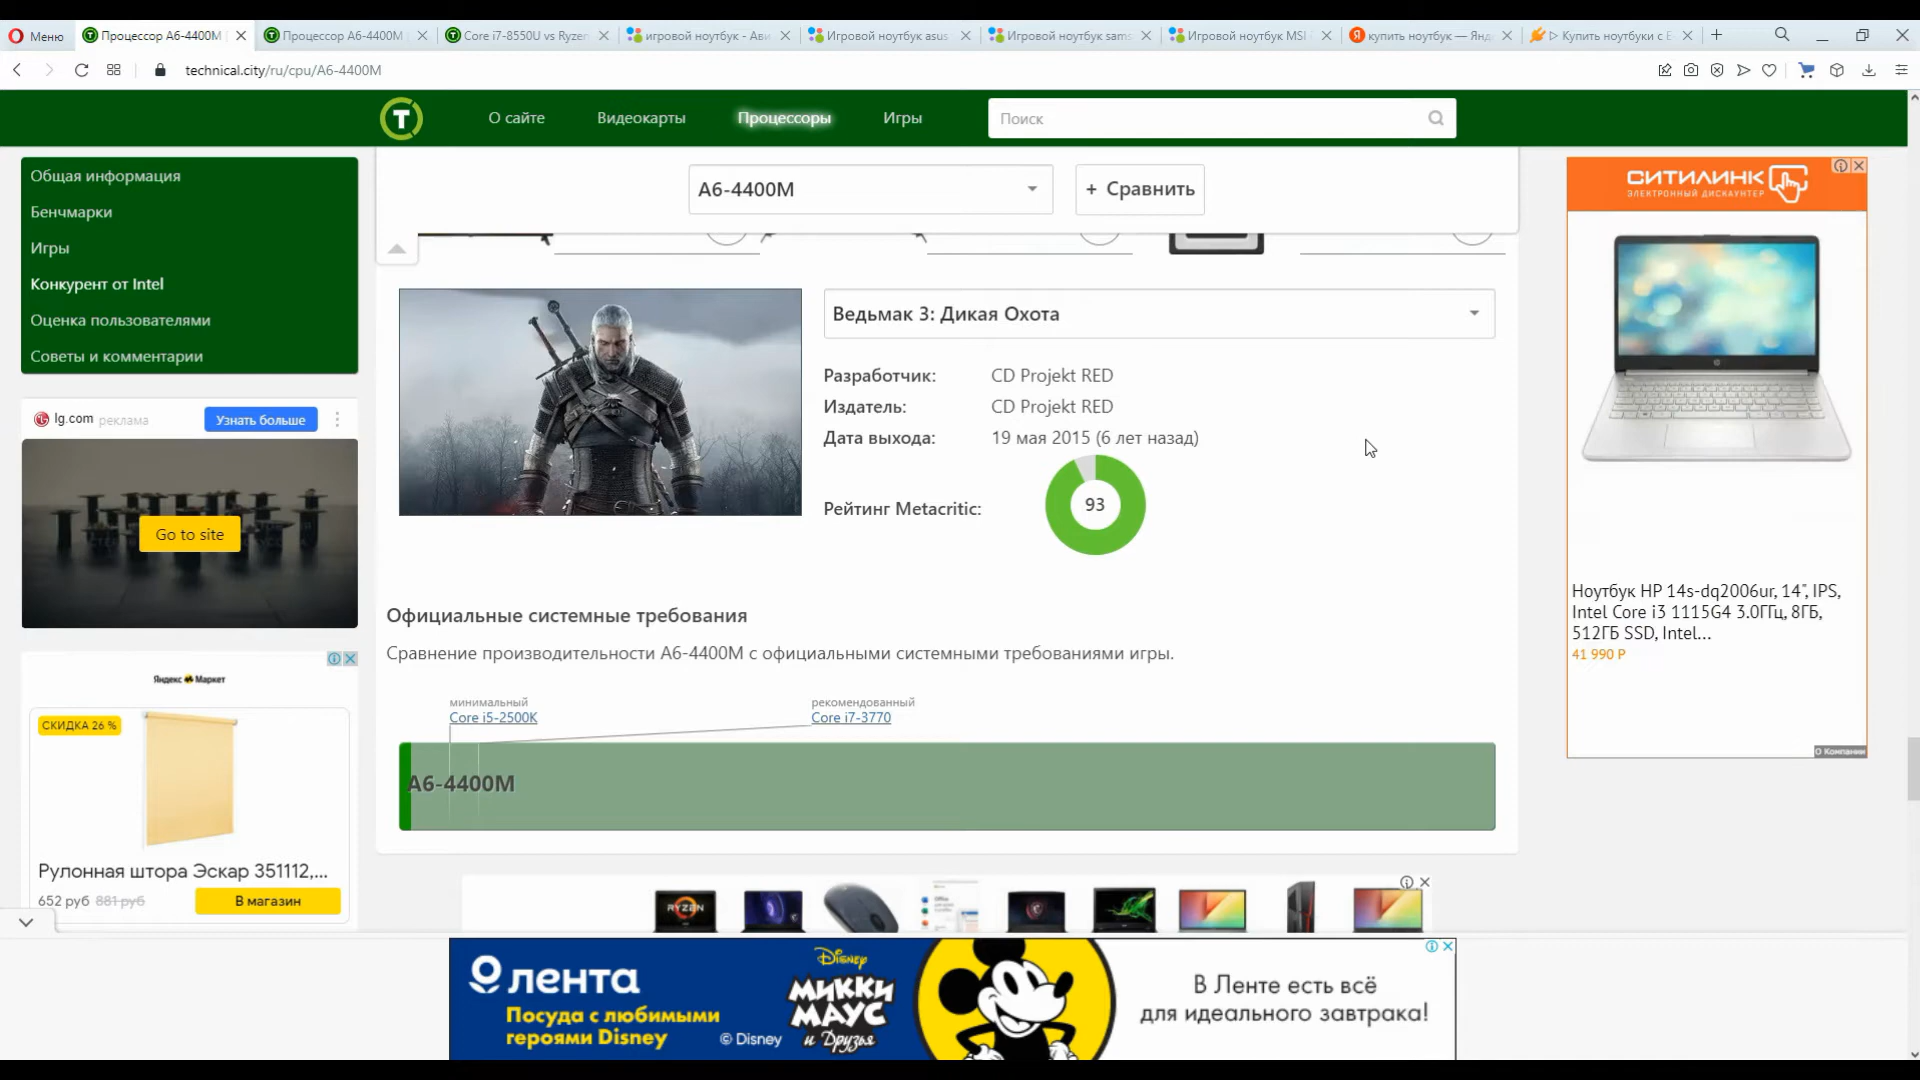 Меню
Процессор A6-4400M
Процессор A6-4400M
Core i7-8550U vs Ryzen
игровой ноутбук - Ави
Игровой ноутбук asus
Игровой ноутбук sams
Игровой ноутбук MSI
купить ноутбук — Янд
Купить ноутбуки с Е
technical.city/ru/cpu/A6-4400M
О сайте
Видеокарты
Процессоры
Игры
Поиск
A6-4400M
+ Сравнить
Общая информация
Бенчмарки
Игры
Конкурент от Intel
Оценка пользователями
Советы и комментарии
lg.com реклама
Узнать больше
Go to site
Яндекс Маркет
СКИДКА 26 %
Рулонная штора Эскар 351112,...
652 руб 881 руб
В магазин
Ведьмак 3: Дикая Охота
Разработчик: CD Projekt RED
Издатель: CD Projekt RED
Дата выхода: 19 мая 2015 (6 лет назад)
Рейтинг Metacritic: 93
Официальные системные требования
Сравнение производительности A6-4400M с официальными системными требованиями игры.
минимальный
Core i5-2500K
рекомендованный
Core i7-3770
A6-4400M
СИТИЛИНК
ЭЛЕКТРОННЫЙ ДИСКАУНТЕР
Ноутбук HP 14s-dq2006ur, 14", IPS,
Intel Core i3 1115G4 3.0ГГц, 8ГБ,
512ГБ SSD, Intel...
41 990 Р
О Компании
RYZEN
Office
лента
Посуда с любимыми
героями Disney
© Disney
Disney
МИККИ
МАУС
и Друзья
В Ленте есть всё
для идеального завтрака!